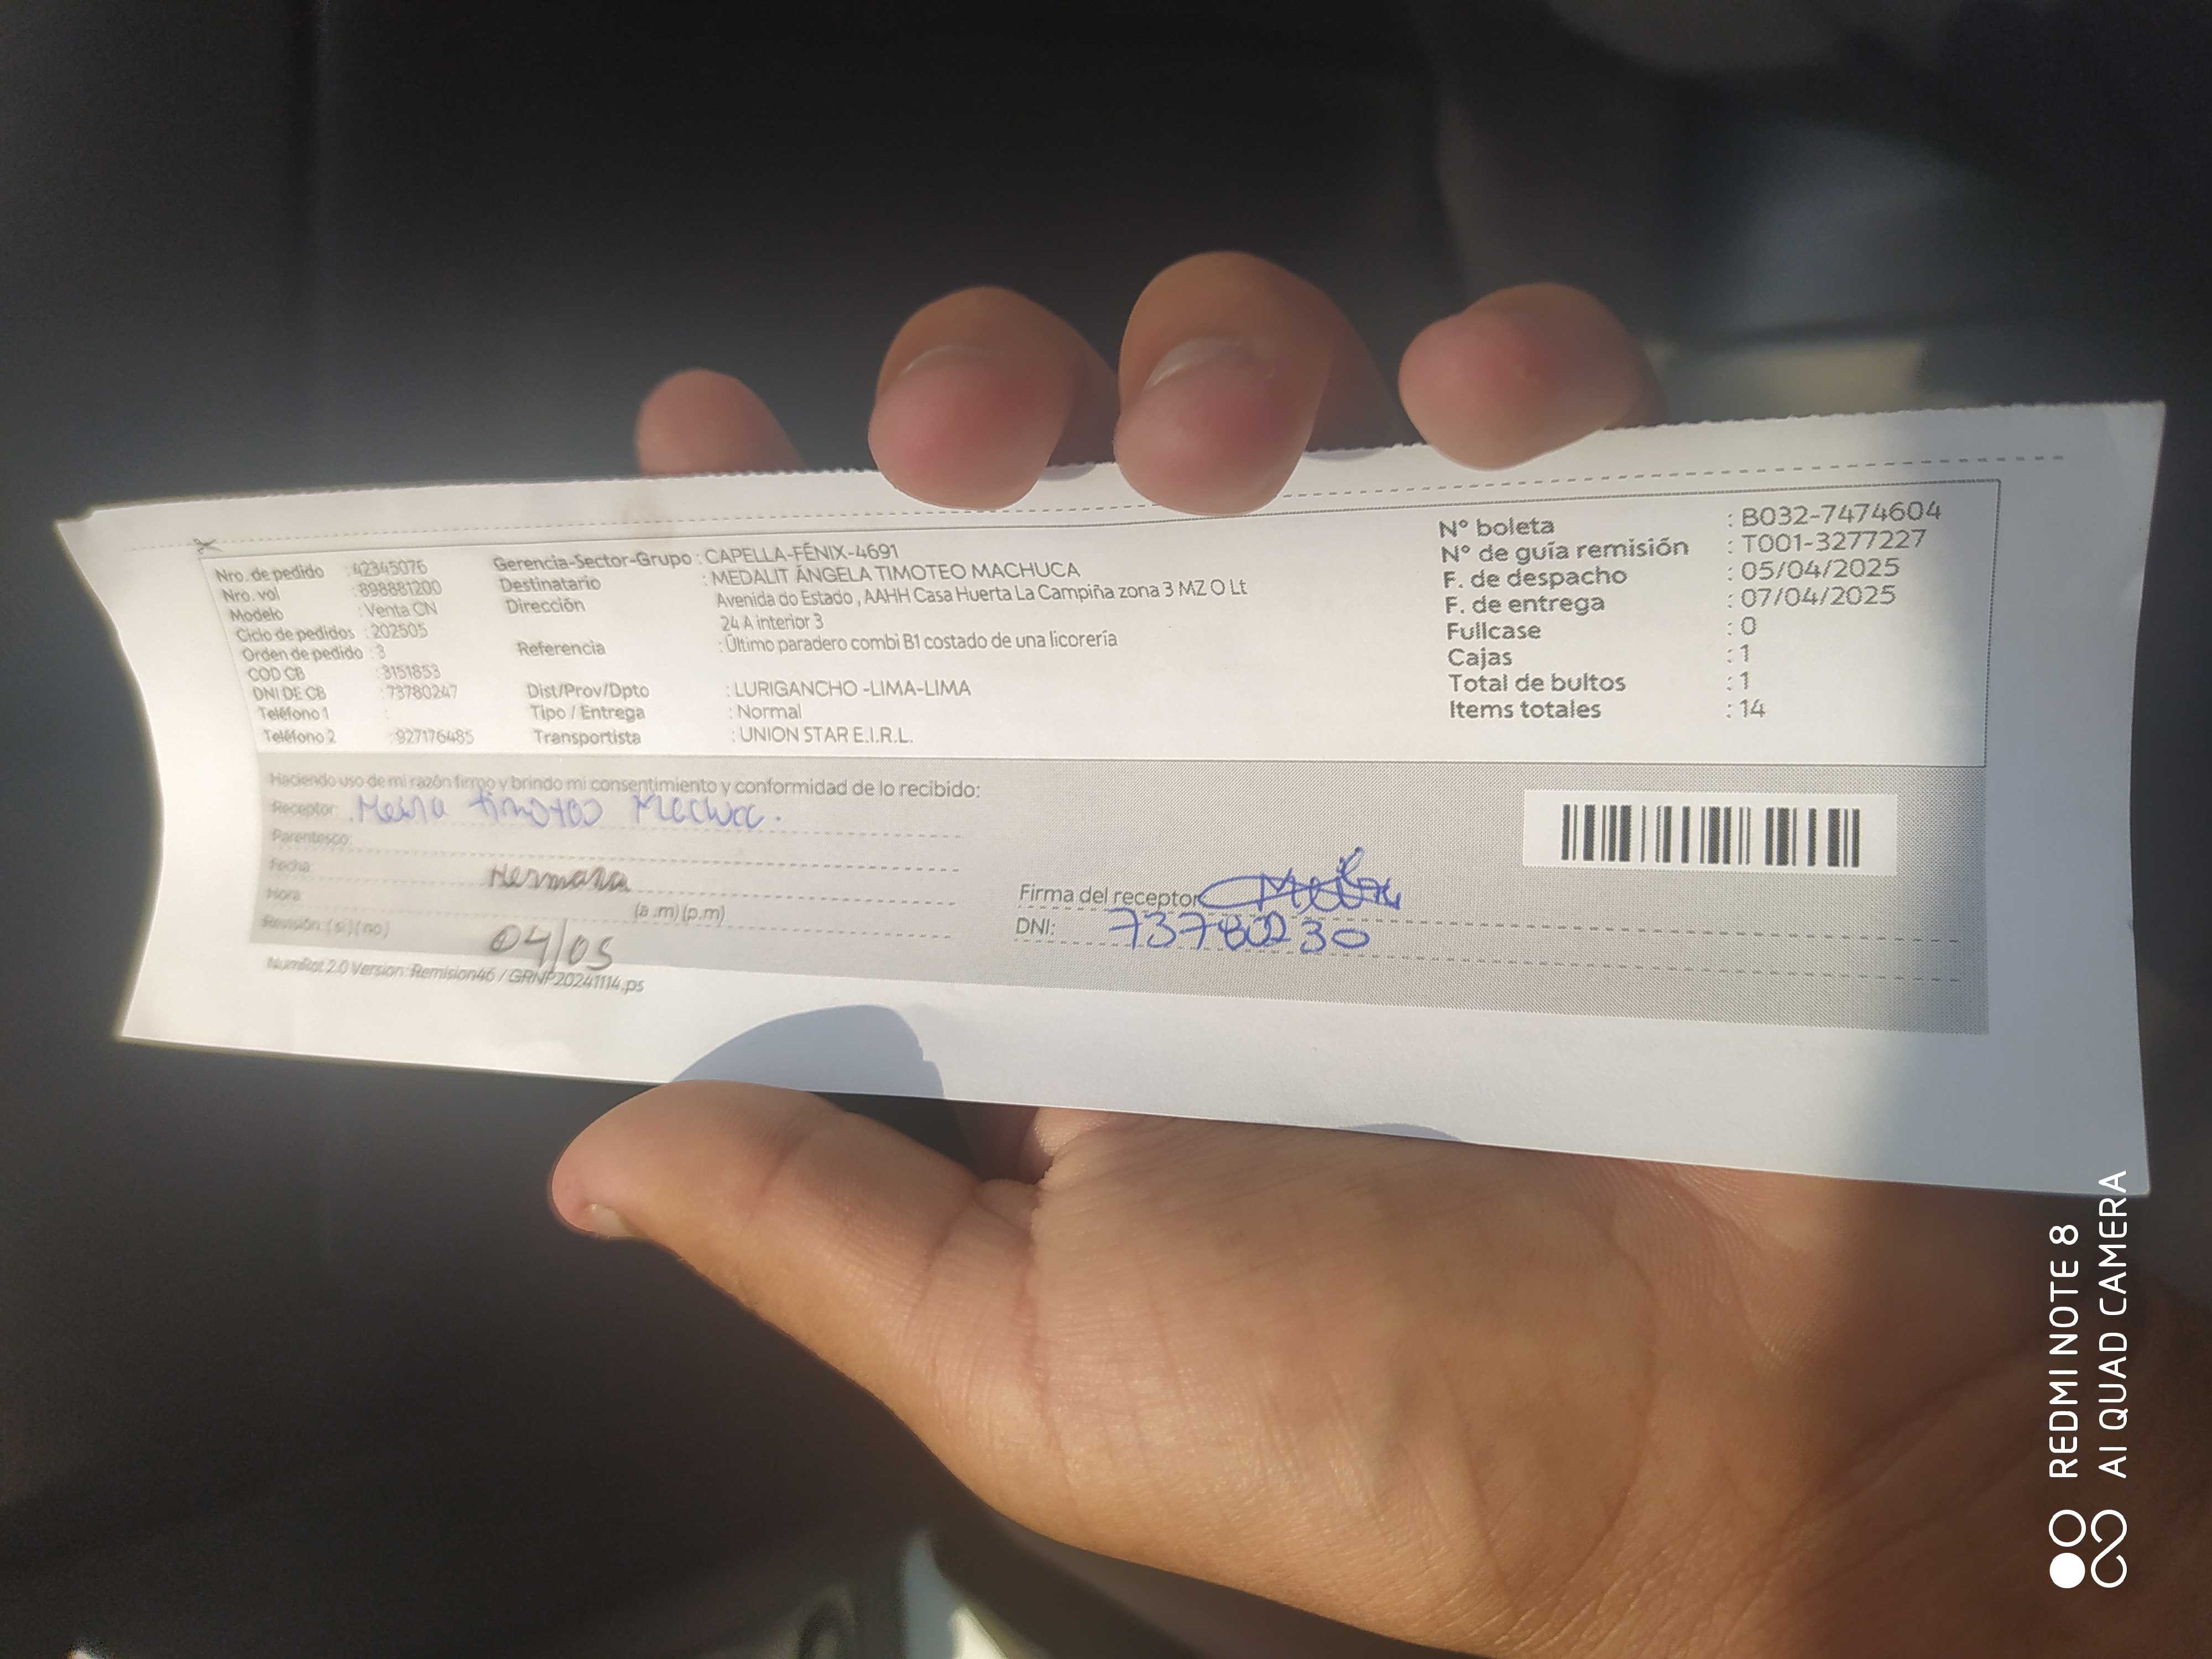 Nro. de pedido : 42345076
Nro. vol : 898881200
Modelo : Venta CN
Ciclo de pedidos : 202505
Orden de pedido : 3
COD CB : 3151853
DNI DE CB : 73780247
Teléfono 1 :
Teléfono 2 : 927176485
Gerencia-Sector-Grupo : CAPELLA-FÉNIX-4691
Destinatario : MEDALIT ÁNGELA TIMOTEO MACHUCA
Dirección Avenida do Estado , AAHH Casa Huerta La Campiña zona 3 MZ O Lt
24 A interior 3
Referencia : Último paradero combi B1 costado de una licorería
Dist/Prov/Dpto : LURIGANCHO -LIMA-LIMA
Tipo / Entrega : Normal
Transportista : UNION STAR E.I.R.L.
N° boleta : B032-7474604
N° de guía remisión : T001-3277227
F. de despacho : 05/04/2025
F. de entrega : 07/04/2025
Fullcase : 0
Cajas : 1
Total de bultos : 1
Items totales : 14
Haciendo uso de mi razón firmo y brindo mi consentimiento y conformidad de lo recibido:
Receptor: timoteo
Parentesco:
Fecha: Hermana
Hora (a .m) (p.m)
Revisión: ( si ) ( no ) 04/05
Firma del receptor
DNI:
NumRot 2.0 Version: Remision46 / GRNP20241114.ps
REDMI NOTE 8
AI QUAD CAMERA